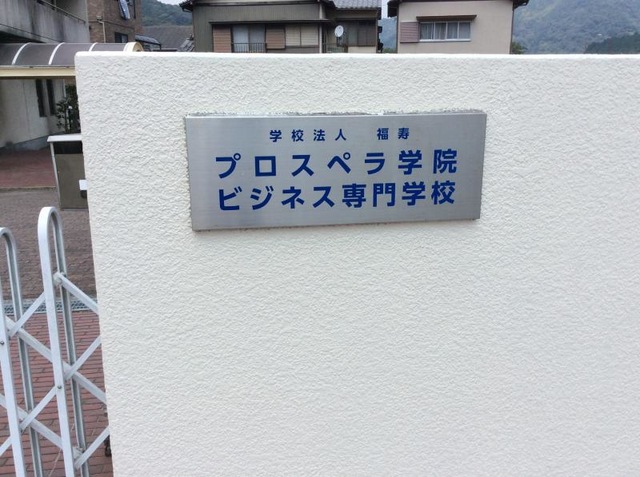 学校法人 福寿
プロスペラ学院
ビジネス専門学校